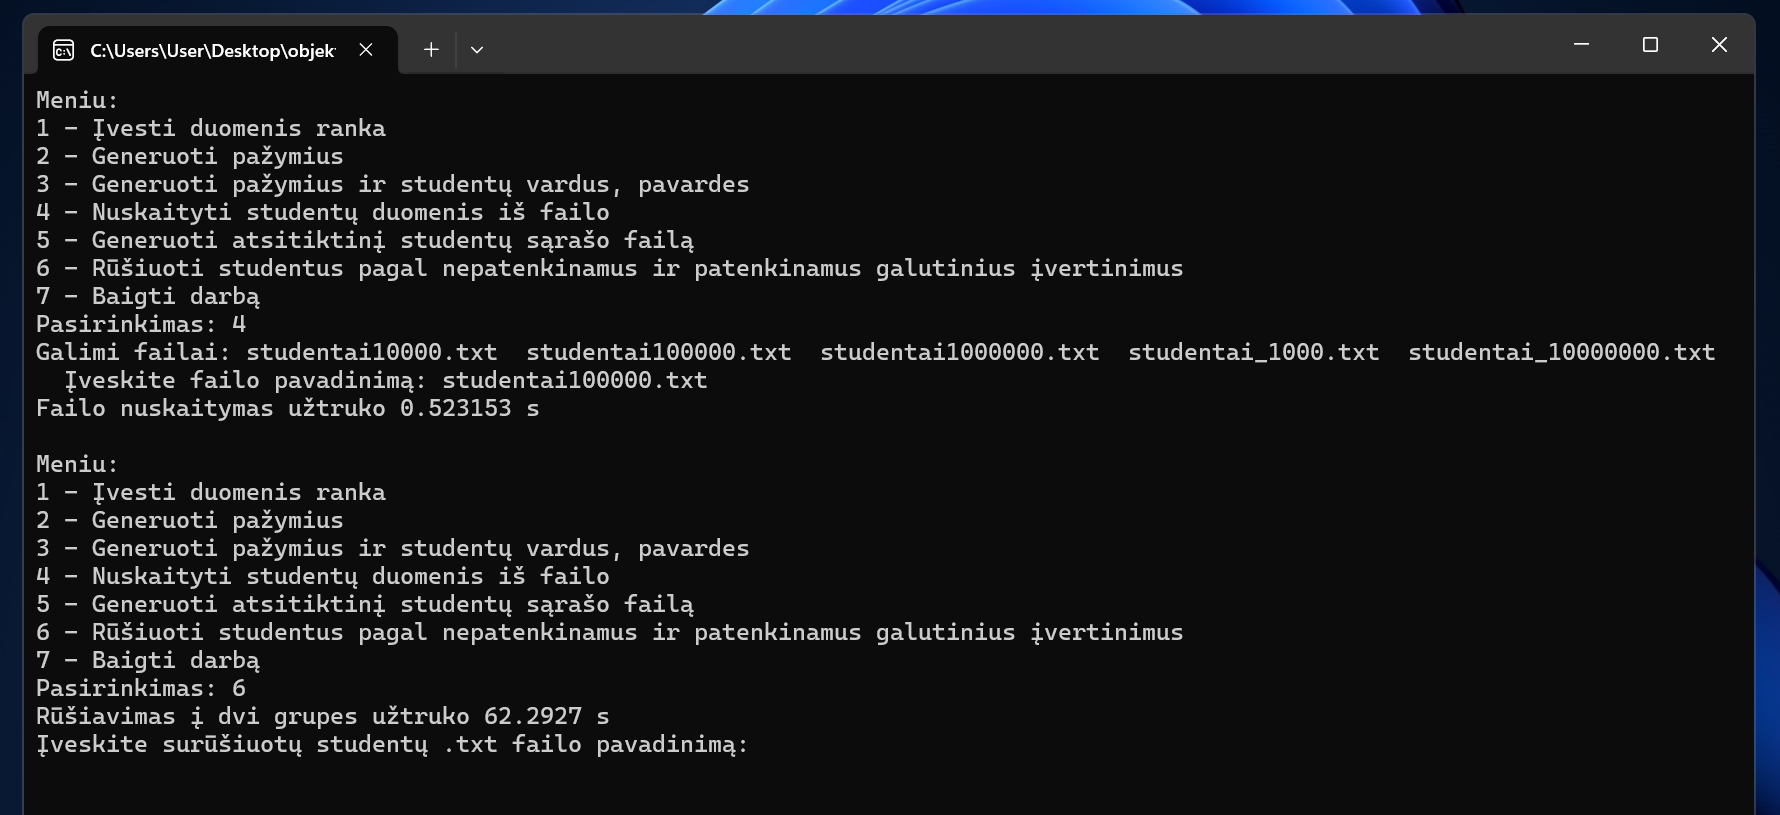 C:\Users\User\Desktop\objek
Meniu:
1 - Įvesti duomenis ranka
2 - Generuoti pažymius
3 - Generuoti pažymius ir studentų vardus, pavardes
4 - Nuskaityti studentų duomenis iš failo
5 - Generuoti atsitiktinį studentų sąrašo failą
6 - Rūšiuoti studentus pagal nepatenkinamus ir patenkinamus galutinius įvertinimus
7 - Baigti darbą
Pasirinkimas: 4
Galimi failai: studentai10000.txt  studentai100000.txt  studentai1000000.txt  studentai_1000.txt  studentai_10000000.txt
  Įveskite failo pavadinimą: studentai100000.txt
Failo nuskaitymas užtruko 0.523153 s
Meniu:
1 - Įvesti duomenis ranka
2 - Generuoti pažymius
3 - Generuoti pažymius ir studentų vardus, pavardes
4 - Nuskaityti studentų duomenis iš failo
5 - Generuoti atsitiktinį studentų sąrašo failą
6 - Rūšiuoti studentus pagal nepatenkinamus ir patenkinamus galutinius įvertinimus
7 - Baigti darbą
Pasirinkimas: 6
Rūšiavimas į dvi grupes užtruko 62.2927 s
Įveskite surūšiuotų studentų .txt failo pavadinimą: